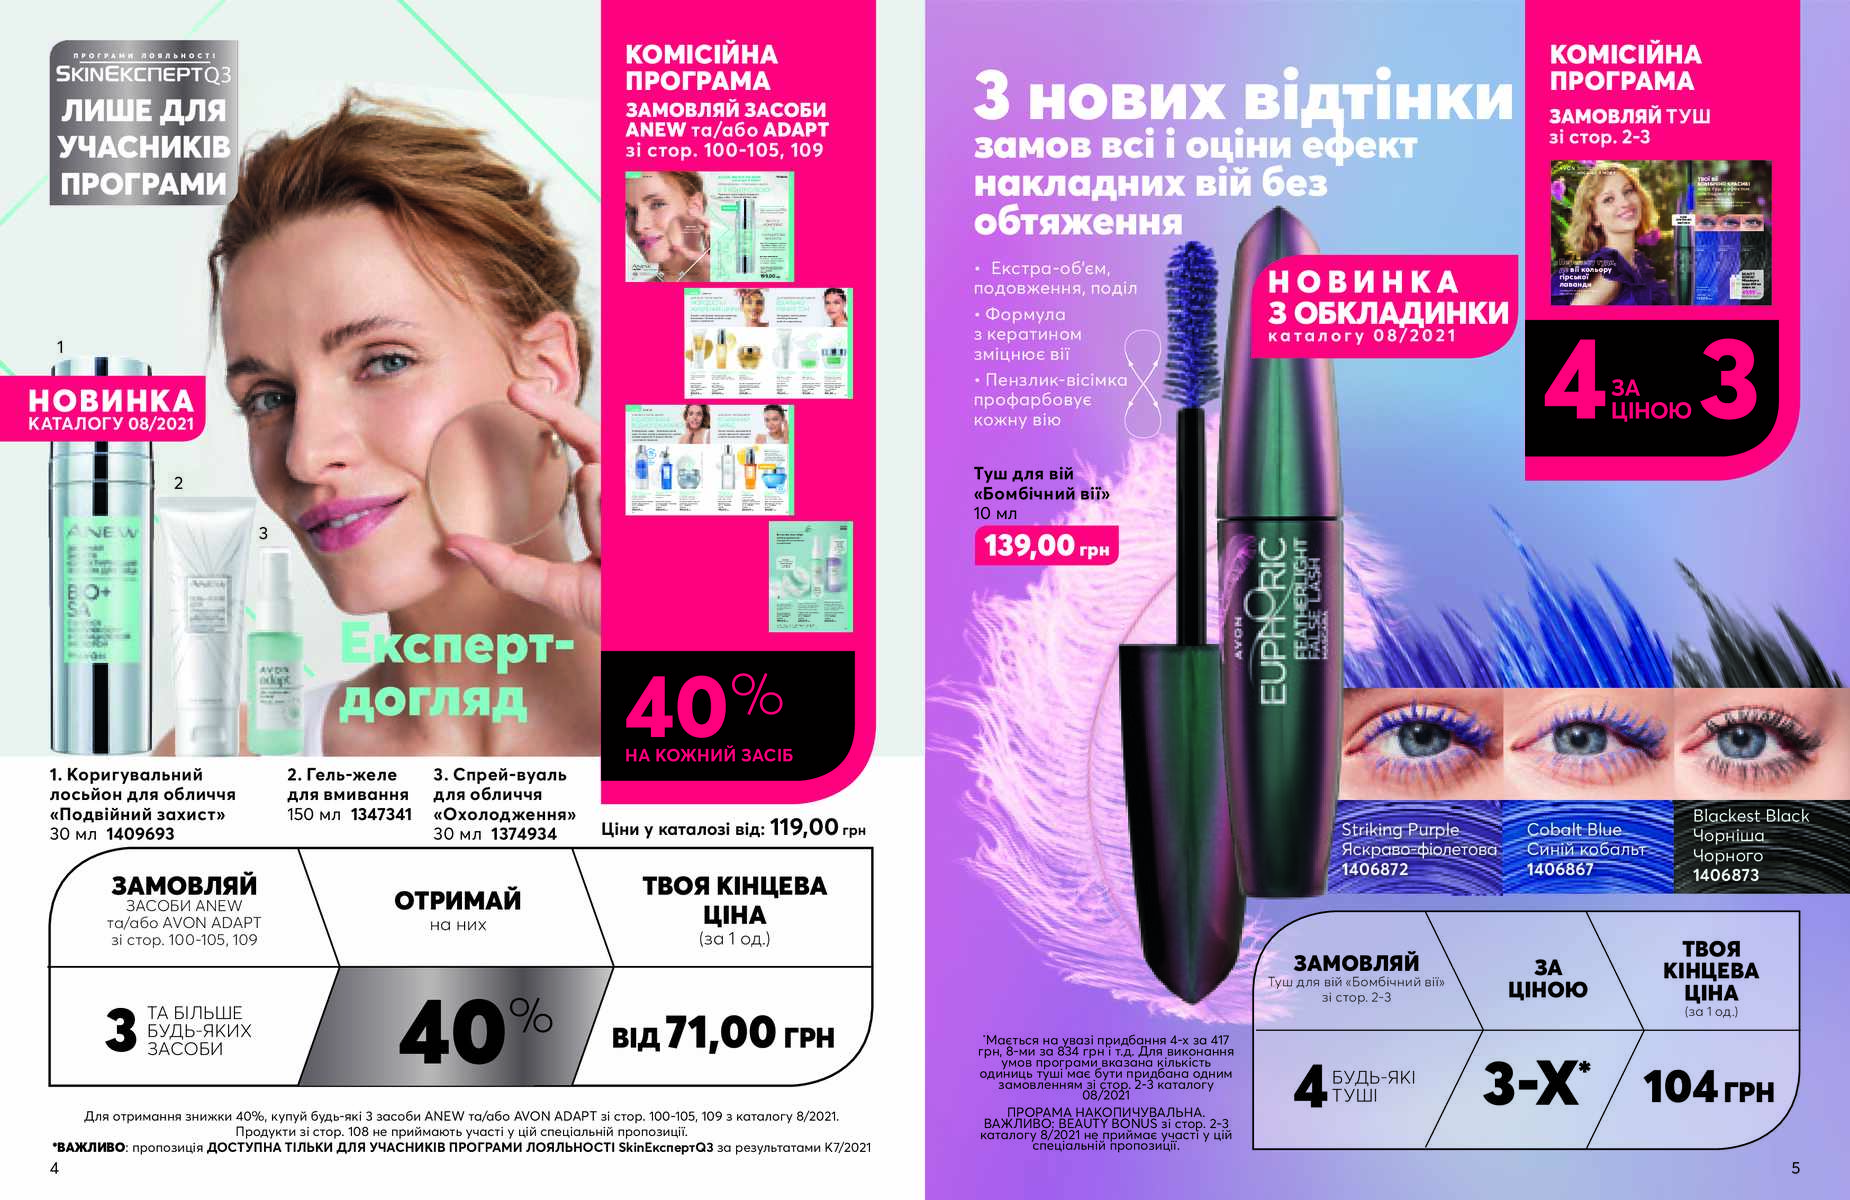 ПРОГРАМИ ЛОЯЛЬНОСТІ
SKINЕКСПЕРТQ3
ЛИШЕ ДЛЯ
УЧАСНИКІВ
ПРОГРАМИ
1
НОВИНКА
КАТАЛОГУ 08/2021
2
3
ANEW
BIO+
SA
ANEW
AVON
adapt
Експерт-
догляд
КОМІСІЙНА
ПРОГРАМА
ЗАМОВЛЯЙ ЗАСОБИ
ANEW та/або ADAPT
зі стор. 100-105, 109
40%
НА КОЖНИЙ ЗАСІБ
1. Коригувальний
лосьйон для обличчя
«Подвійний захист»
30 мл 1409693
2. Гель-желе
для вмивання
150 мл 1347341
3. Спрей-вуаль
для обличчя
«Охолодження»
30 мл 1374934
Ціни у каталозі від: 119,00 грн
ЗАМОВЛЯЙ
ЗАСОБИ ANEW
та/або AVON ADAPT
зі стор. 100-105, 109
ОТРИМАЙ
на них
ТВОЯ КІНЦЕВА
ЦІНА
(за 1 од.)
3 ТА БІЛЬШЕ
БУДЬ-ЯКИХ
ЗАСОБИ
40%
ВІД 71,00 ГРН
Для отримання знижки 40%, купуй будь-які 3 засоби ANEW та/або AVON ADAPT зі стор. 100-105, 109 з каталогу 8/2021.
Продукти зі стор. 108 не приймають участі у цій спеціальній пропозиції.
*ВАЖЛИВО: пропозиція ДОСТУПНА ТІЛЬКИ ДЛЯ УЧАСНИКІВ ПРОГРАМИ ЛОЯЛЬНОСТІ SkinЕкспертQ3 за результатами К7/2021
4
3 нових відтінки
замов всі і оціни ефект
накладних вій без
обтяження
• Екстра-об'єм,
подовження, поділ
• Формула
з кератином
зміцнює вії
• Пензлик-вісімка
профарбовує
кожну вію
Туш для вій
«Бомбічний вії»
10 мл
139,00 грн
НОВИНКА
З ОБКЛАДИНКИ
каталогу 08/2021
КОМІСІЙНА
ПРОГРАМА
ЗАМОВЛЯЙ ТУШ
зі стор. 2-3
4 ЗА
ЦІНОЮ 3
AVON
EUPHORIC
FEATHERLIGHT
FALSE LASH
MASCARA
Striking Purple
Яскраво-фіолетова
1406872
Cobalt Blue
Синій кобальт
1406867
Blackest Black
Чорніша
Чорного
1406873
ЗАМОВЛЯЙ
Туш для вій «Бомбічний вії»
зі стор. 2-3
ЗА
ЦІНОЮ
ТВОЯ
КІНЦЕВА
ЦІНА
(за 1 од.)
4 БУДЬ-ЯКІ
ТУШІ
3-Х*
104 ГРН
*Мається на увазі придбання 4-х за 417
грн, 8-ми за 834 грн і т.д. Для виконання
умов програми вказана кількість
одиниць туші має бути придбана одним
замовленням зі стор. 2-3 каталогу
08/2021
ПРОРАМА НАКОПИЧУВАЛЬНА.
ВАЖЛИВО: BEAUTY BONUS зі стор. 2-3
каталогу 8/2021 не приймає участі у цій
спеціальній пропозиції.
5